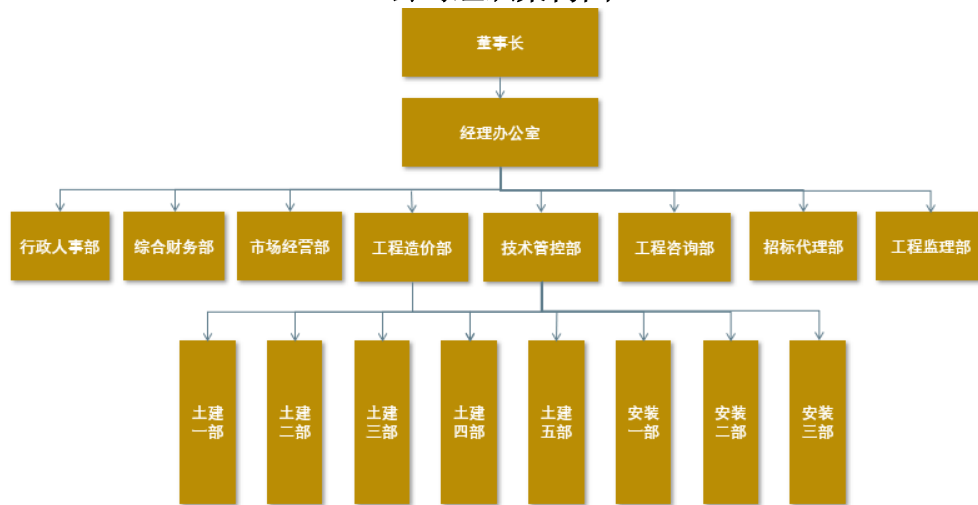 董事长
经理办公室
行政人事部
综合财务部
市场经营部
工程造价部
技术管控部
工程咨询部
招标代理部
工程监理部
土建
一部
土建
二部
土建
三部
土建
四部
土建
五部
安装
一部
安装
二部
安装
三部